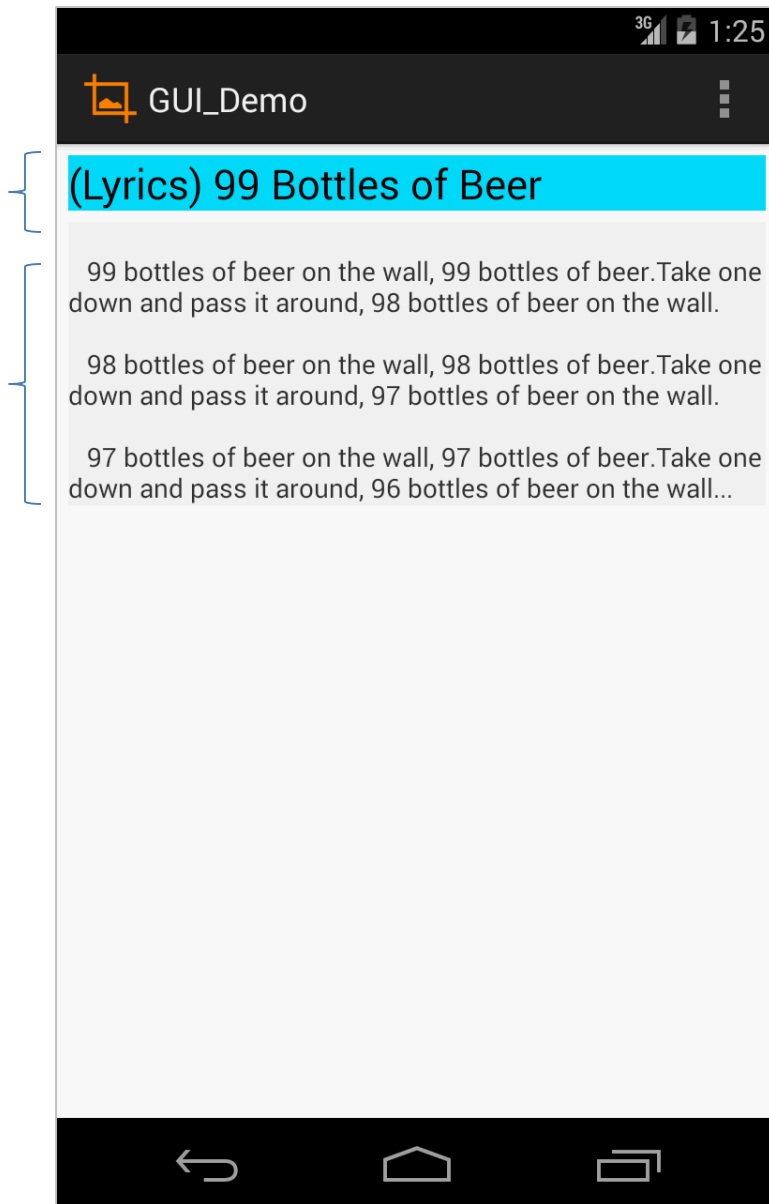 3G 1:25
GUI_Demo
(Lyrics) 99 Bottles of Beer
99 bottles of beer on the wall, 99 bottles of beer.Take one
down and pass it around, 98 bottles of beer on the wall.
98 bottles of beer on the wall, 98 bottles of beer.Take one
down and pass it around, 97 bottles of beer on the wall.
97 bottles of beer on the wall, 97 bottles of beer.Take one
down and pass it around, 96 bottles of beer on the wall...